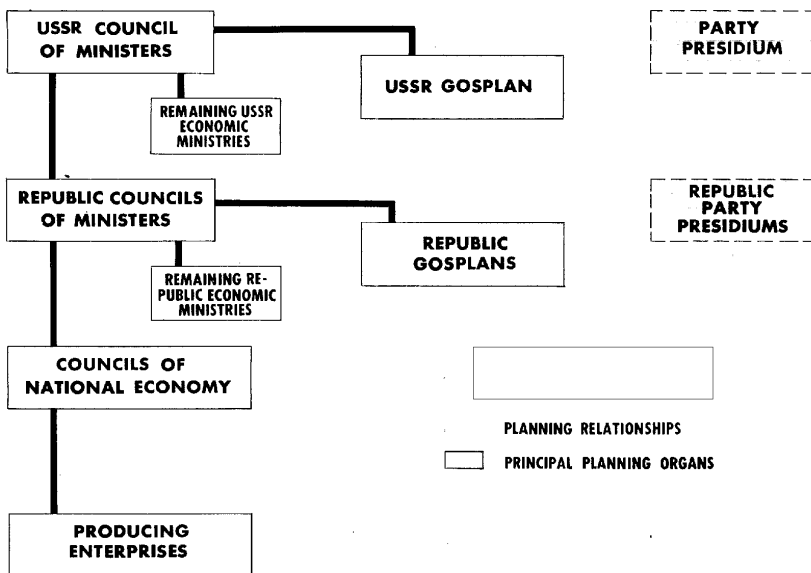 USSR COUNCIL
OF MINISTERS
PARTY
PRESIDIUM
USSR GOSPLAN
REMAINING USSR
ECONOMIC
MINISTRIES
REPUBLIC COUNCILS
OF MINISTERS
REPUBLIC
PARTY
PRESIDIUMS
REPUBLIC
GOSPLANS
REMAINING RE-
PUBLIC ECONOMIC
MINISTRIES
COUNCILS OF
NATIONAL ECONOMY
PLANNING RELATIONSHIPS
PRINCIPAL PLANNING ORGANS
PRODUCING
ENTERPRISES